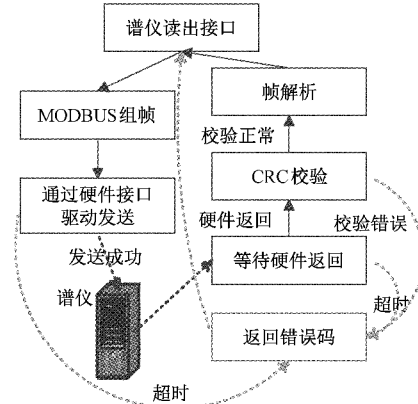 谱仪读出接口
MODBUS组帧
帧解析
校验正常
通过硬件接口
驱动发送
CRC校验
硬件返回
校验错误
发送成功
等待硬件返回
谱仪
超时
返回错误码
超时